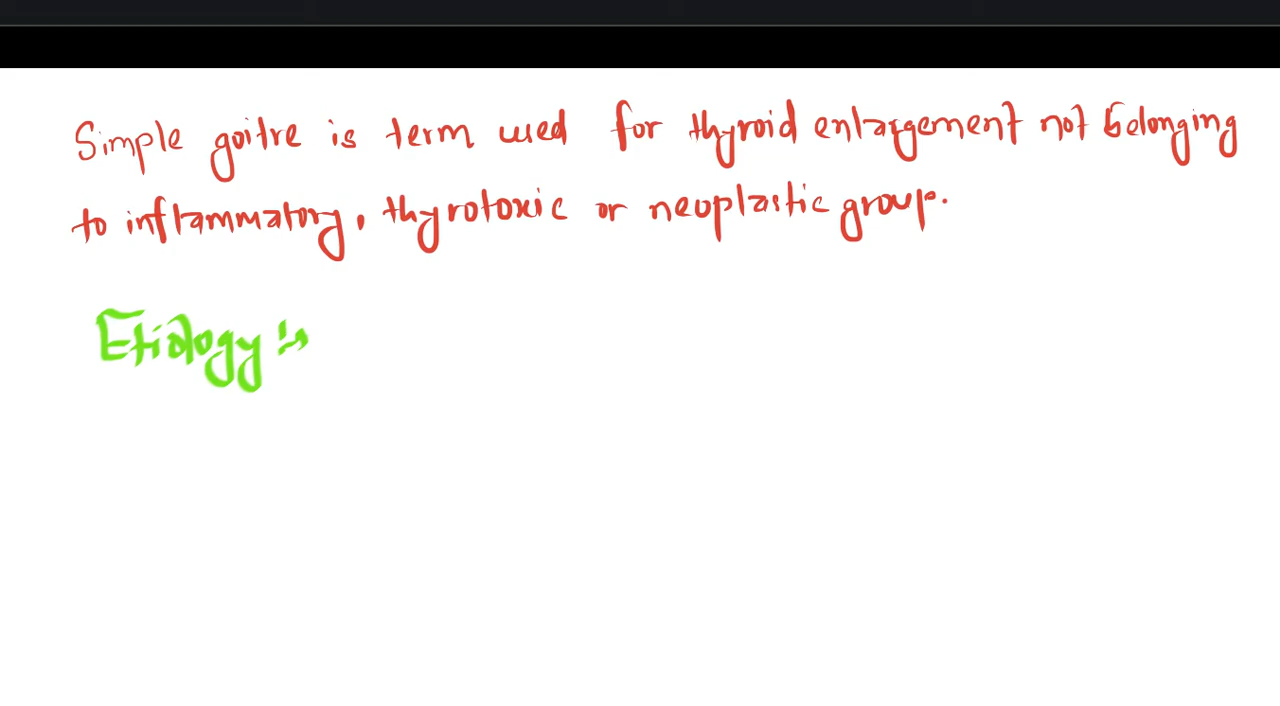 Simple goitre is term used for thyroid enlargement not belonging
to inflammatory, thyrotoxic or neoplastic group.
Etiology :→